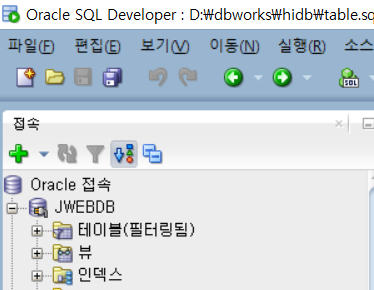 Oracle SQL Developer : D:₩dbworks₩hidb₩table.sq
파일(F) 편집(E) 보기(V) 이동(N) 실행(R) 소스
SQL
접속
Oracle 접속
JWEBDB
테이블(필터링됨)
뷰
인덱스